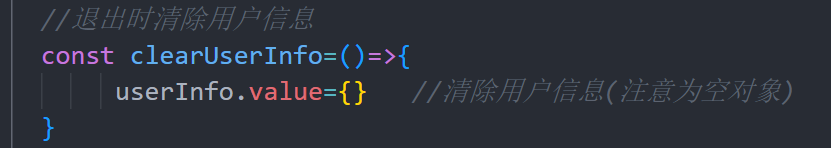 //退出时清除用户信息
const clearUserInfo=()=>{
userInfo.value={} //清除用户信息(注意为空对象)
}